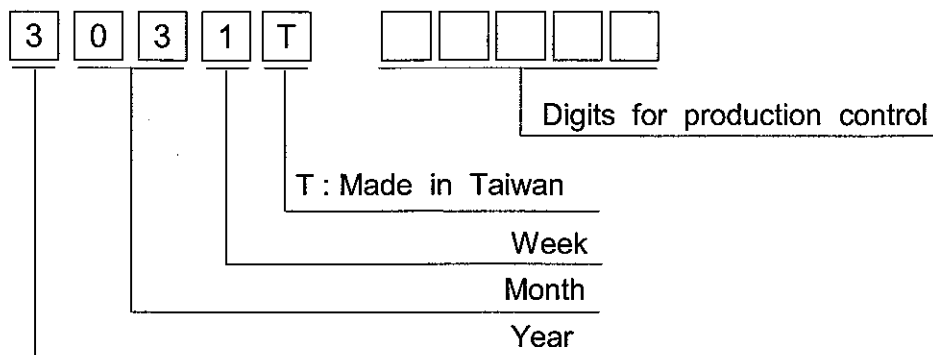 3 0 3 1 T
Digits for production control
T : Made in Taiwan
Week
Month
Year